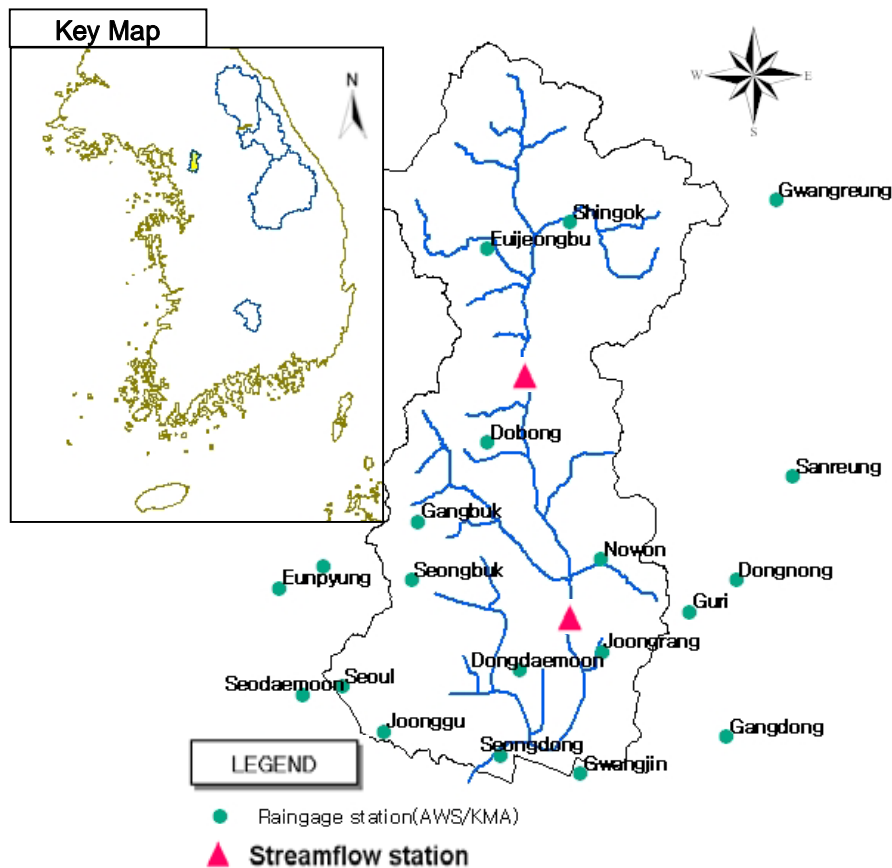 Key Map
N
W
E
S
Gwangreung
Shingok
Euijeongbu
Dobong
Sanreung
Gangbuk
Nowon
Eunpyung
Seongbuk
Dongnong
Guri
Joongrang
Dongdaemoon
Seoul
Seodaemoon
Joonggu
Gangdong
Seongdong
Gwangjin
LEGEND
Raingage station(AWS/KMA)
Streamflow station